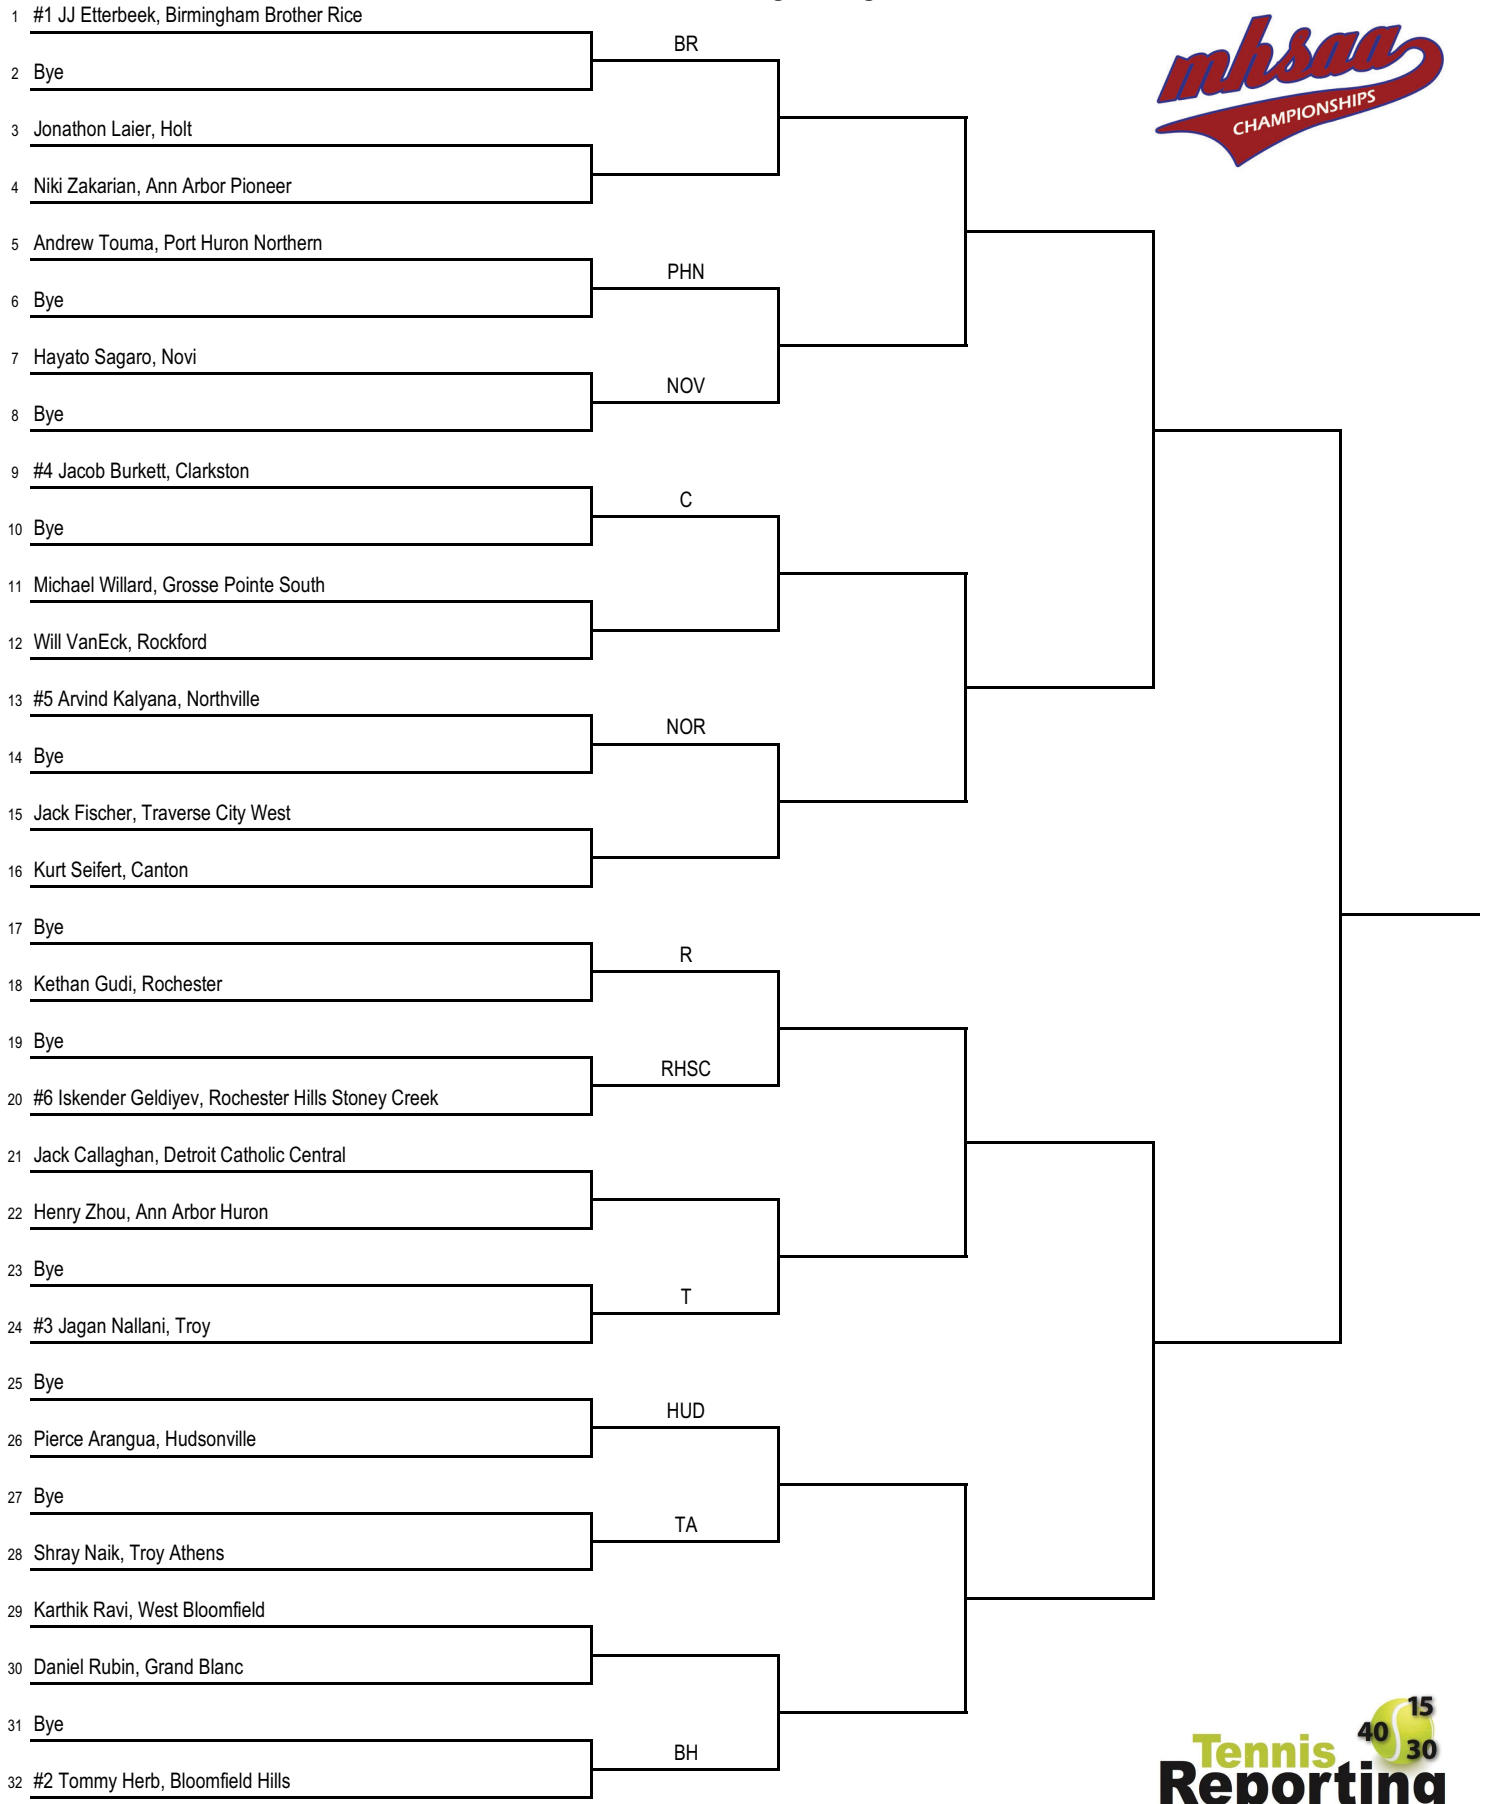 1 #1 JJ Etterbeek, Birmingham Brother Rice
BR
2 Bye
3 Jonathon Laier, Holt
4 Niki Zakarian, Ann Arbor Pioneer
5 Andrew Touma, Port Huron Northern
PHN
6 Bye
7 Hayato Sagaro, Novi
NOV
8 Bye
9 #4 Jacob Burkett, Clarkston
C
10 Bye
11 Michael Willard, Grosse Pointe South
12 Will VanEck, Rockford
13 #5 Arvind Kalyana, Northville
NOR
14 Bye
15 Jack Fischer, Traverse City West
16 Kurt Seifert, Canton
17 Bye
R
18 Kethan Gudi, Rochester
19 Bye
RHSC
20 #6 Iskender Geldiyev, Rochester Hills Stoney Creek
21 Jack Callaghan, Detroit Catholic Central
22 Henry Zhou, Ann Arbor Huron
23 Bye
T
24 #3 Jagan Nallani, Troy
25 Bye
HUD
26 Pierce Arangua, Hudsonville
27 Bye
TA
28 Shray Naik, Troy Athens
29 Karthik Ravi, West Bloomfield
30 Daniel Rubin, Grand Blanc
31 Bye
BH
32 #2 Tommy Herb, Bloomfield Hills
mhsaa
CHAMPIONSHIPS
15
40
30
Tennis
Reporting